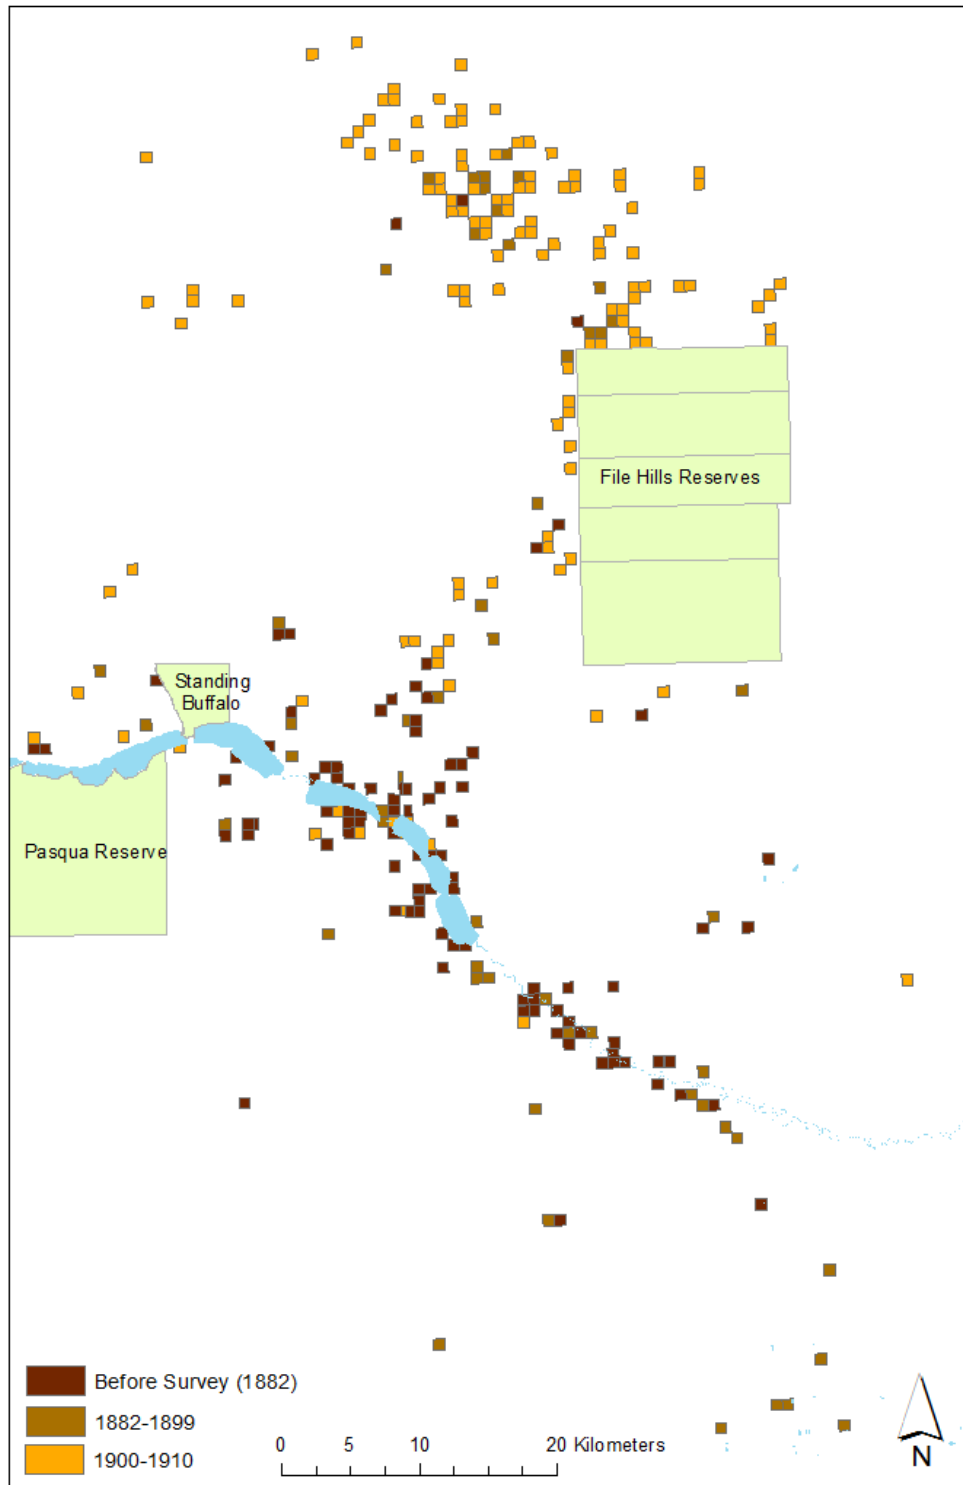 File Hills Reserves
Standing
Buffalo
Pasqua Reserve
Before Survey (1882)
1882-1899
1900-1910
0 5 10 20 Kilometers
N